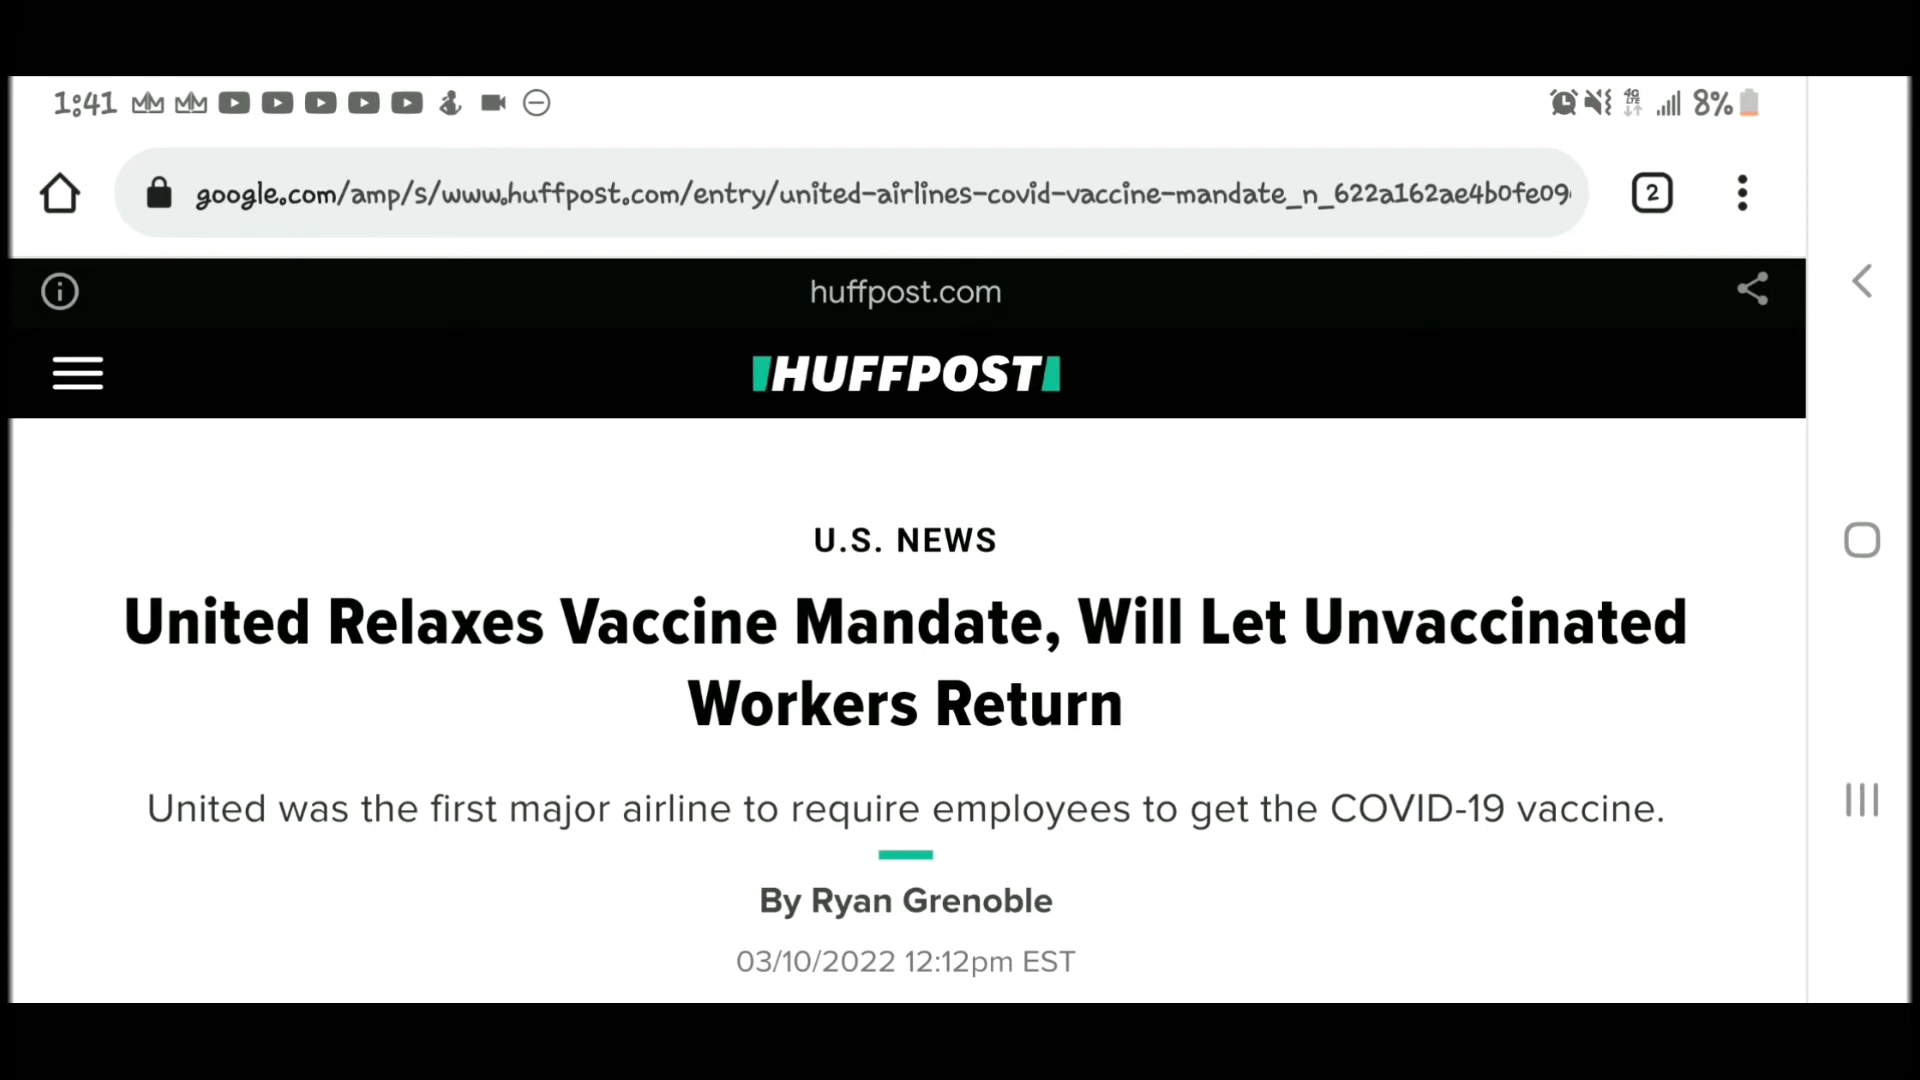 1:41
4G LTE
8%
google.com/amp/s/www.huffpost.com/entry/united-airlines-covid-vaccine-mandate_n_622a162ae4b0fe09
2
huffpost.com
HUFFPOST
U.S. NEWS
United Relaxes Vaccine Mandate, Will Let Unvaccinated
Workers Return
United was the first major airline to require employees to get the COVID-19 vaccine.
By Ryan Grenoble
03/10/2022 12:12pm EST